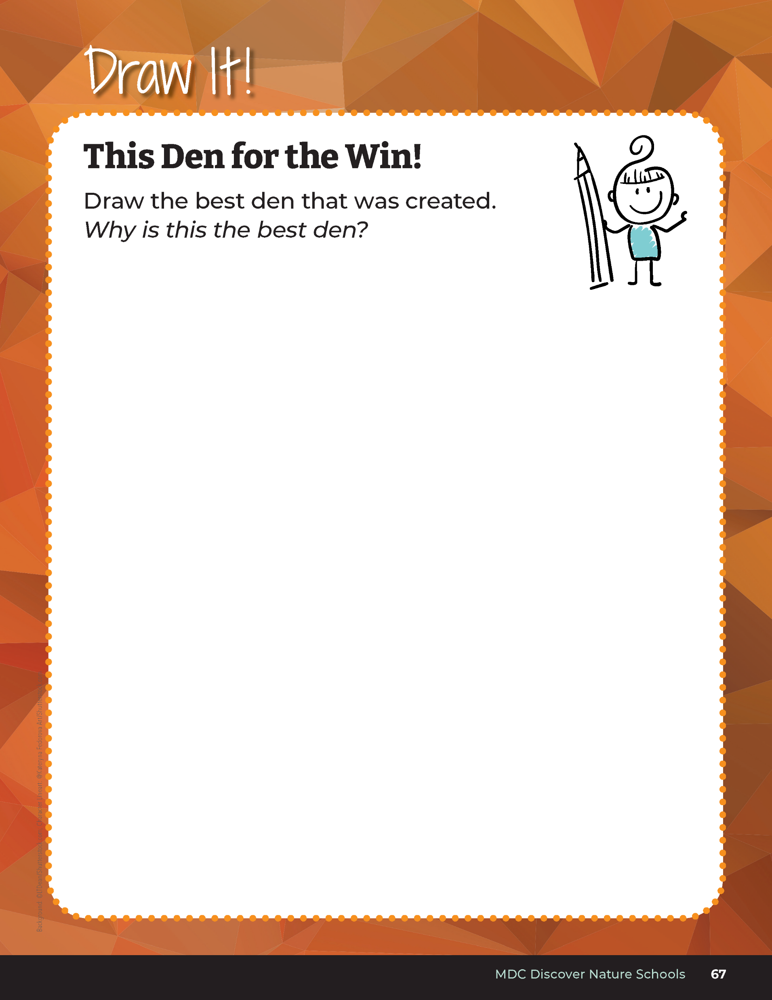 Draw It!
This Den for the Win!
Draw the best den that was created.
Why is this the best den?
Background: ©LTDean/Shutterstock.com; Character Lineart: @Kateryna Fedorova Art/Shutterstock.com
MDC Discover Nature Schools 67